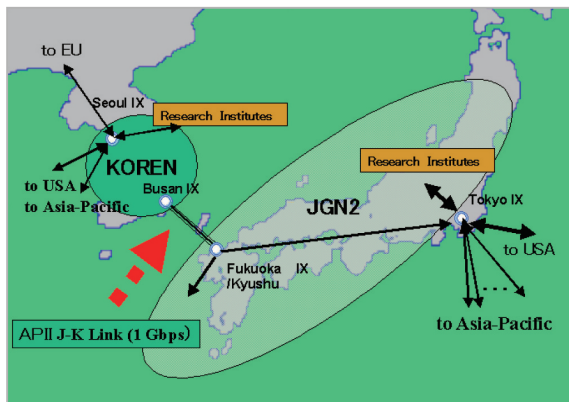 to EU
Seoul IX
Research Institutes
KOREN
to USA
to Asia-Pacific
Busan IX
Research Institutes
JGN2
Tokyo IX
to USA
Fukuoka IX
/Kyushu
...
to Asia-Pacific
APII J-K Link (1 Gbps)